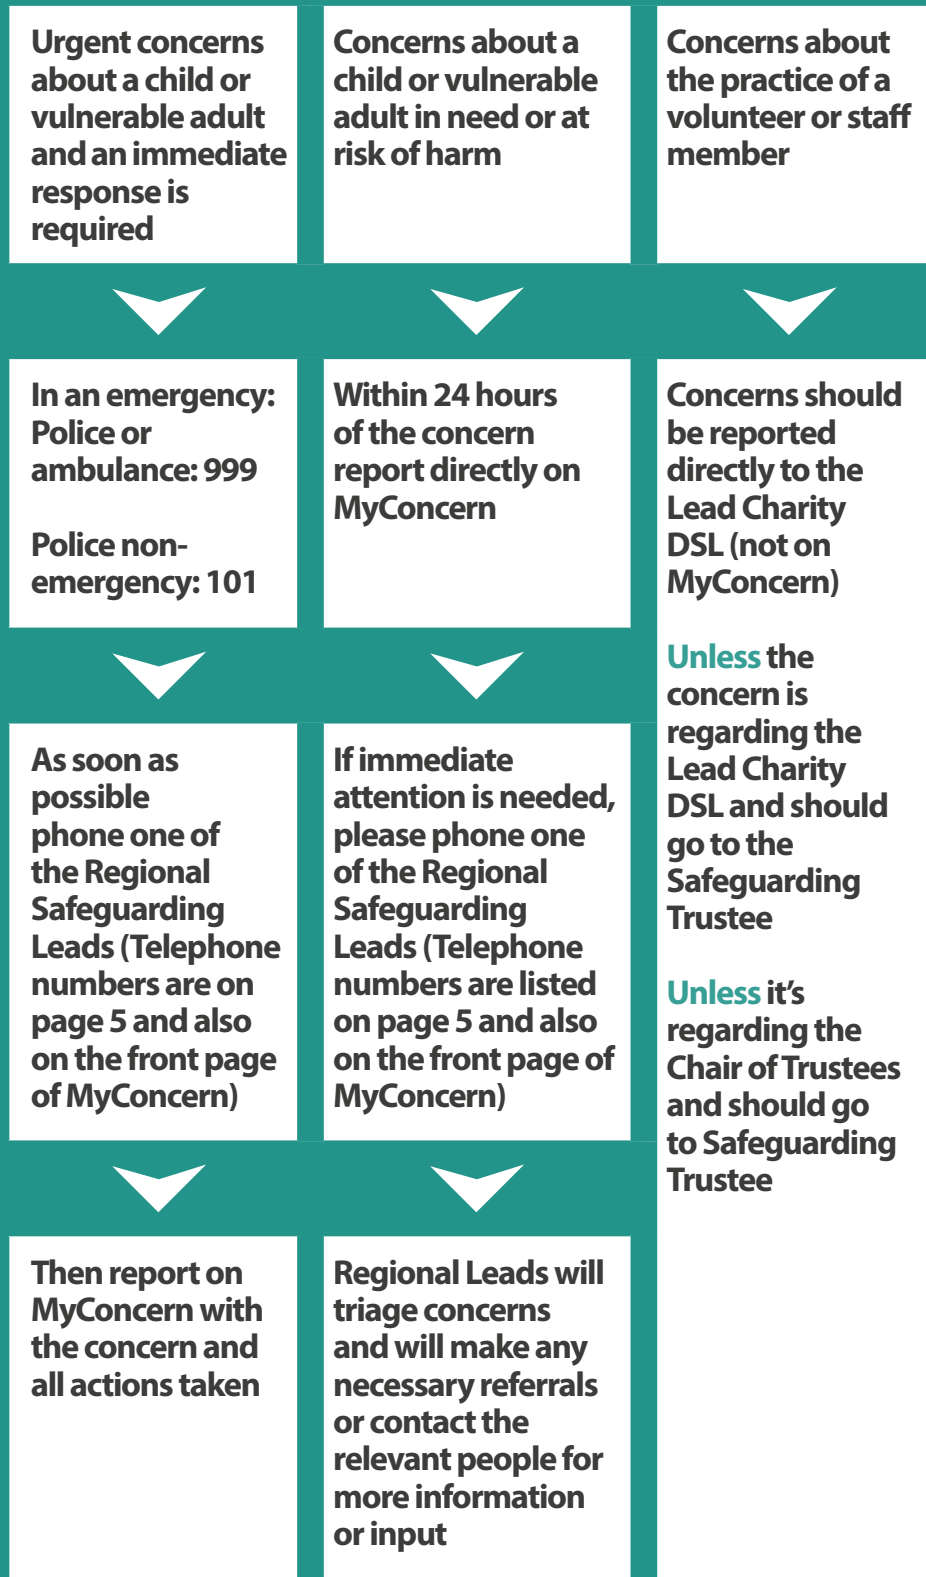 Urgent concerns
about a child or
vulnerable adult
and an immediate
response is
required
Concerns about a
child or vulnerable
adult in need or at
risk of harm
Concerns about
the practice of a
volunteer or staff
member
In an emergency:
Police or
ambulance: 999
Police non-
emergency: 101
Within 24 hours
of the concern
report directly on
MyConcern
Concerns should
be reported
directly to the
Lead Charity
DSL (not on
MyConcern)
Unless the
concern is
regarding the
Lead Charity
DSL and should
go to the
Safeguarding
Trustee
Unless it's
regarding the
Chair of Trustees
and should go
to Safeguarding
Trustee
As soon as
possible
phone one of
the Regional
Safeguarding
Leads (Telephone
numbers are on
page 5 and also
on the front page
of MyConcern)
If immediate
attention is needed,
please phone one
of the Regional
Safeguarding
Leads (Telephone
numbers are listed
on page 5 and also
on the front page of
MyConcern)
Then report on
MyConcern with
the concern and
all actions taken
Regional Leads will
triage concerns
and will make any
necessary referrals
or contact the
relevant people for
more information
or input